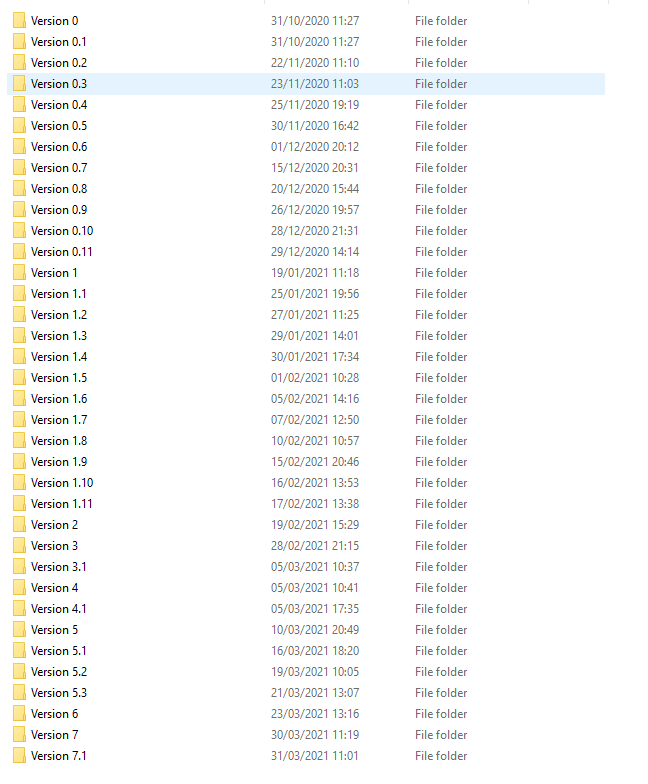 Version 0 31/10/2020 11:27 File folder
Version 0.1 31/10/2020 11:27 File folder
Version 0.2 22/11/2020 11:10 File folder
Version 0.3 23/11/2020 11:03 File folder
Version 0.4 25/11/2020 19:19 File folder
Version 0.5 30/11/2020 16:42 File folder
Version 0.6 01/12/2020 20:12 File folder
Version 0.7 15/12/2020 20:31 File folder
Version 0.8 20/12/2020 15:44 File folder
Version 0.9 26/12/2020 19:57 File folder
Version 0.10 28/12/2020 21:31 File folder
Version 0.11 29/12/2020 14:14 File folder
Version 1 19/01/2021 11:18 File folder
Version 1.1 25/01/2021 19:56 File folder
Version 1.2 27/01/2021 11:25 File folder
Version 1.3 29/01/2021 14:01 File folder
Version 1.4 30/01/2021 17:34 File folder
Version 1.5 01/02/2021 10:28 File folder
Version 1.6 05/02/2021 14:16 File folder
Version 1.7 07/02/2021 12:50 File folder
Version 1.8 10/02/2021 10:57 File folder
Version 1.9 15/02/2021 20:46 File folder
Version 1.10 16/02/2021 13:53 File folder
Version 1.11 17/02/2021 13:38 File folder
Version 2 19/02/2021 15:29 File folder
Version 3 28/02/2021 21:15 File folder
Version 3.1 05/03/2021 10:37 File folder
Version 4 05/03/2021 10:41 File folder
Version 4.1 05/03/2021 17:35 File folder
Version 5 10/03/2021 20:49 File folder
Version 5.1 16/03/2021 18:20 File folder
Version 5.2 19/03/2021 10:05 File folder
Version 5.3 21/03/2021 13:07 File folder
Version 6 23/03/2021 13:16 File folder
Version 7 30/03/2021 11:19 File folder
Version 7.1 31/03/2021 11:01 File folder